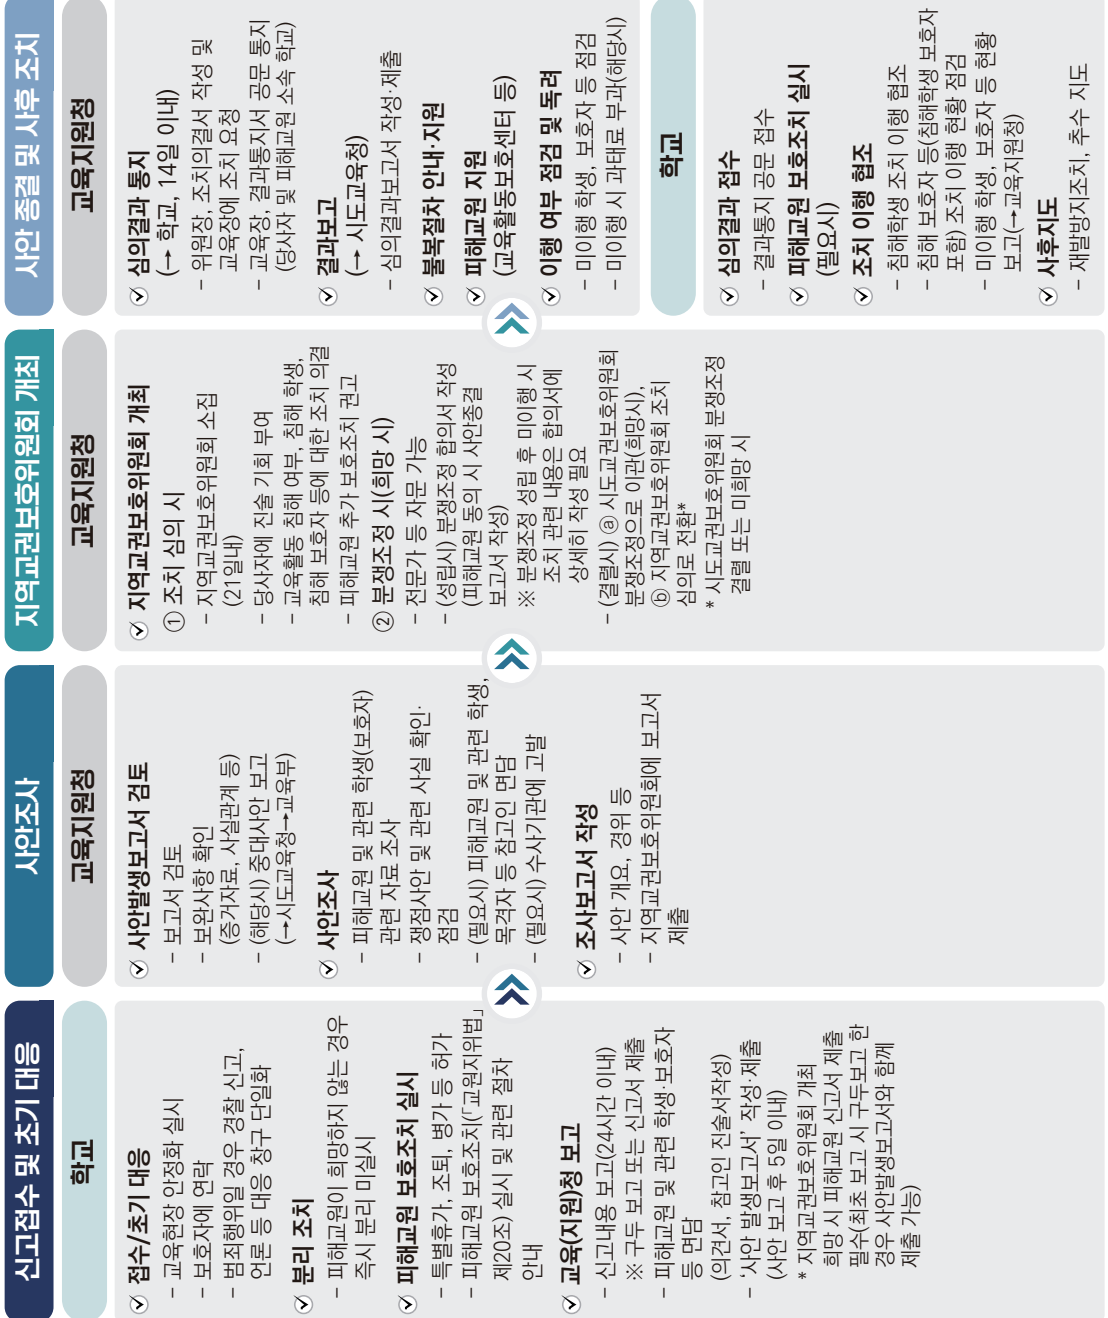 신고접수 및 초기 대응
학교
접수/초기 대응
– 교육현장 안정화 실시
– 보호자에 연락
– 범죄행위일 경우 경찰 신고,
언론 등 대응 창구 단일화
분리 조치
– 피해교원이 희망하지 않는 경우
즉시 분리 미실시
피해교원 보호조치 실시
– 특별휴가, 조퇴, 병가 등 허가
– 피해교원 보호조치(「교원지위법」
제20조) 실시 및 관련 절차
안내
교육(지원)청 보고
– 신고내용 보고(24시간 이내)
※ 구두 보고 또는 신고서 제출
– 피해교원 및 관련 학생·보호자
등 면담
(의견서, 참고인 진술서작성)
– ‘사안 발생보고서’ 작성·제출
(사안 보고 후 5일 이내)
* 지역교권보호위원회 개최
희망 시 피해교원 신고서 제출
필수(최초 보고 시 구두보고 한
경우 사안발생보고서와 함께
제출 가능)
사안조사
교육지원청
사안발생보고서 검토
– 보고서 검토
– 보완사항 확인
(증거자료, 사실관계 등)
– (해당시) 중대사안 보고
(→시도교육청→교육부)
사안조사
– 피해교원 및 관련 학생(보호자)
관련 자료 조사
– 쟁점사안 및 관련 사실 확인·
점검
– (필요시) 피해교원 및 관련 학생,
목격자 등 참고인 면담
– (필요시) 수사기관에 고발
조사보고서 작성
– 사안 개요, 경위 등
– 지역교권보호위원회에 보고서
제출
지역교권보호위원회 개최
교육지원청
지역교권보호위원회 개최
① 조치 심의 시
– 지역교권보호위원회 소집
(21일내)
– 당사자에 진술 기회 부여
– 교육활동 침해 여부, 침해 학생,
침해 보호자 등에 대한 조치 의결
– 피해교원 추가 보호조치 권고
② 분쟁조정 시(희망 시)
– 전문가 등 자문 가능
– (성립시) 분쟁조정 합의서 작성
(피해교원 동의 시 사안종결
보고서 작성)
※ 분쟁조정 성립 후 미이행 시
조치 관련 내용은 합의서에
상세히 작성 필요
– (결렬시) ⓐ 시도교권보호위원회
분쟁조정으로 이관(희망시),
ⓑ 지역교권보호위원회 조치
심의로 전환*
* 시도교권보호위원회 분쟁조정
결렬 또는 미희망 시
사안 종결 및 사후 조치
교육지원청
심의결과 통지
(→ 학교, 14일 이내)
– 위원장, 조치의결서 작성 및
교육장에 조치 요청
– 교육장, 결과통지서 공문 통지
(당사자 및 피해교원 소속 학교)
결과보고
(→ 시도교육청)
– 심의결과보고서 작성·제출
불복절차 안내·지원
피해교원 지원
(교육활동보호센터 등)
이행 여부 점검 및 독려
– 미이행 학생, 보호자 등 점검
– 미이행 시 과태료 부과(해당시)
학교
심의결과 접수
– 결과통지 공문 접수
피해교원 보호조치 실시
(필요시)
조치 이행 협조
– 침해학생 조치 이행 협조
– 침해 보호자 등(침해학생 보호자
포함) 조치 이행 현황 점검
– 미이행 학생, 보호자 등 현황
보고(→교육지원청)
사후지도
– 재발방지조치, 추수 지도